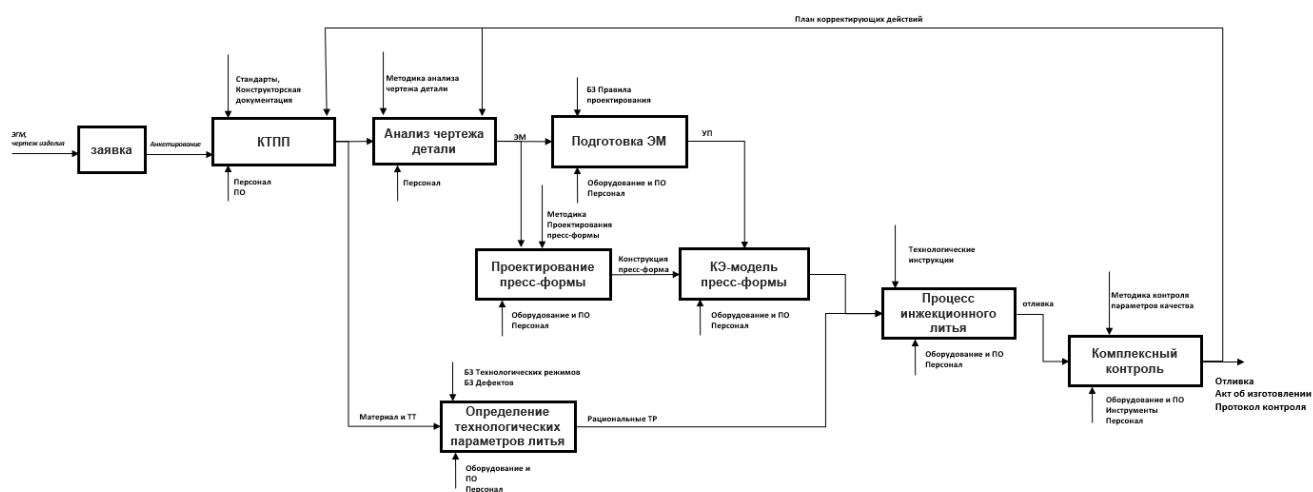 План корректирующих действий
Стандарты,
Конструкторская
документация
Методика анализа
чертежа детали
БЗ Правила
проектирования
ЭГМ,
чертеж изделия
заявка
Анкетирование
КТПП
Анализ чертежа
детали
ЭМ
Подготовка ЭМ
УП
Персонал
ПО
Персонал
Оборудование и ПО
Персонал
Методика
Проектирования
пресс-формы
Проектирование
пресс-формы
Конструкция
пресс-форма
КЭ-модель
пресс-формы
Технологические
инструкции
Оборудование и ПО
Персонал
Оборудование и ПО
Персонал
Процесс
инжекционного
литья
отливка
Методика контроля
параметров качества
Оборудование и ПО
Персонал
Комплексный
контроль
БЗ Технологических режимов
БЗ Дефектов
Материал и ТТ
Определение
технологических
параметров литья
Рациональные ТР
Оборудование и ПО
Инструменты
Персонал
Отливка
Акт об изготовлении
Протокол контроля
Оборудование и
ПО
Персонал